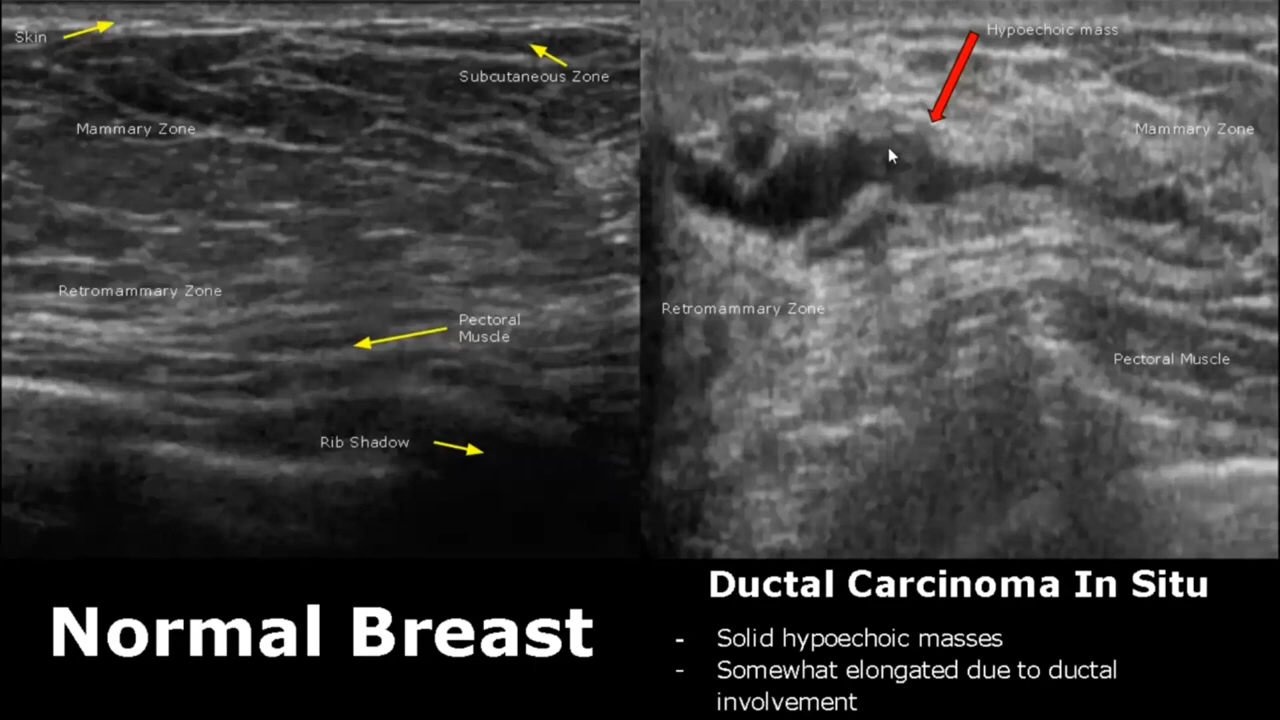 Skin
Subcutaneous Zone
Mammary Zone
Retromammary Zone
Pectoral
Muscle
Rib Shadow
Normal Breast
Hypoechoic mass
Mammary Zone
Retromammary Zone
Pectoral Muscle
Ductal Carcinoma In Situ
- Solid hypoechoic masses
- Somewhat elongated due to ductal
involvement